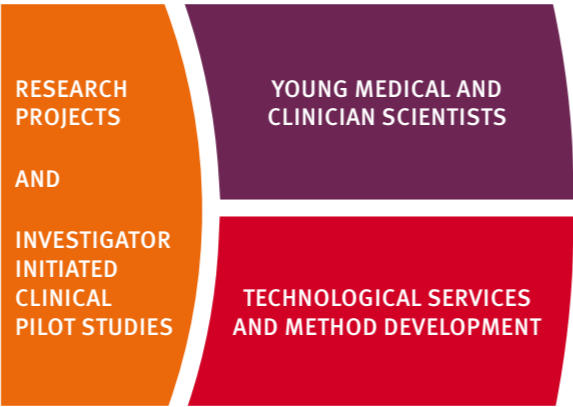 RESEARCH
PROJECTS
AND
INVESTIGATOR
INITIATED
CLINICAL
PILOT STUDIES
YOUNG MEDICAL AND
CLINICIAN SCIENTISTS
TECHNOLOGICAL SERVICES
AND METHOD DEVELOPMENT